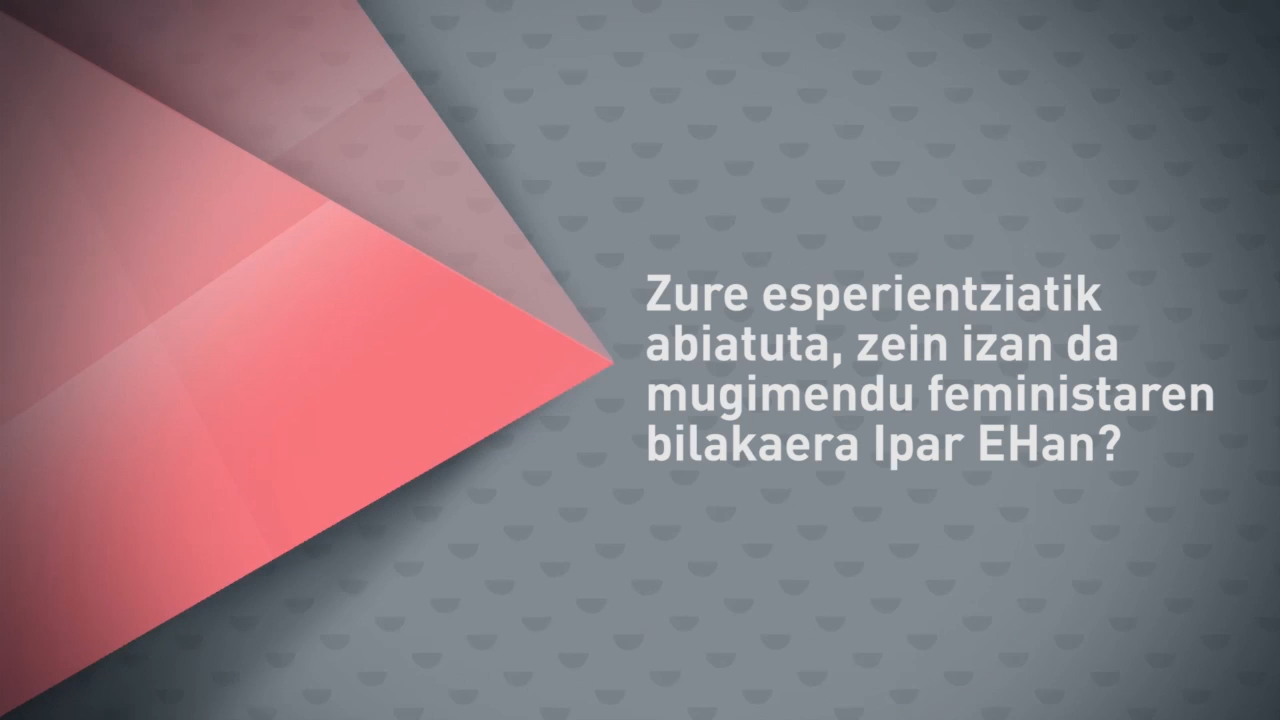 Zure esperientziatik
abiatuta, zein izan da
mugimendu feministaren
bilakaera Ipar EHan?